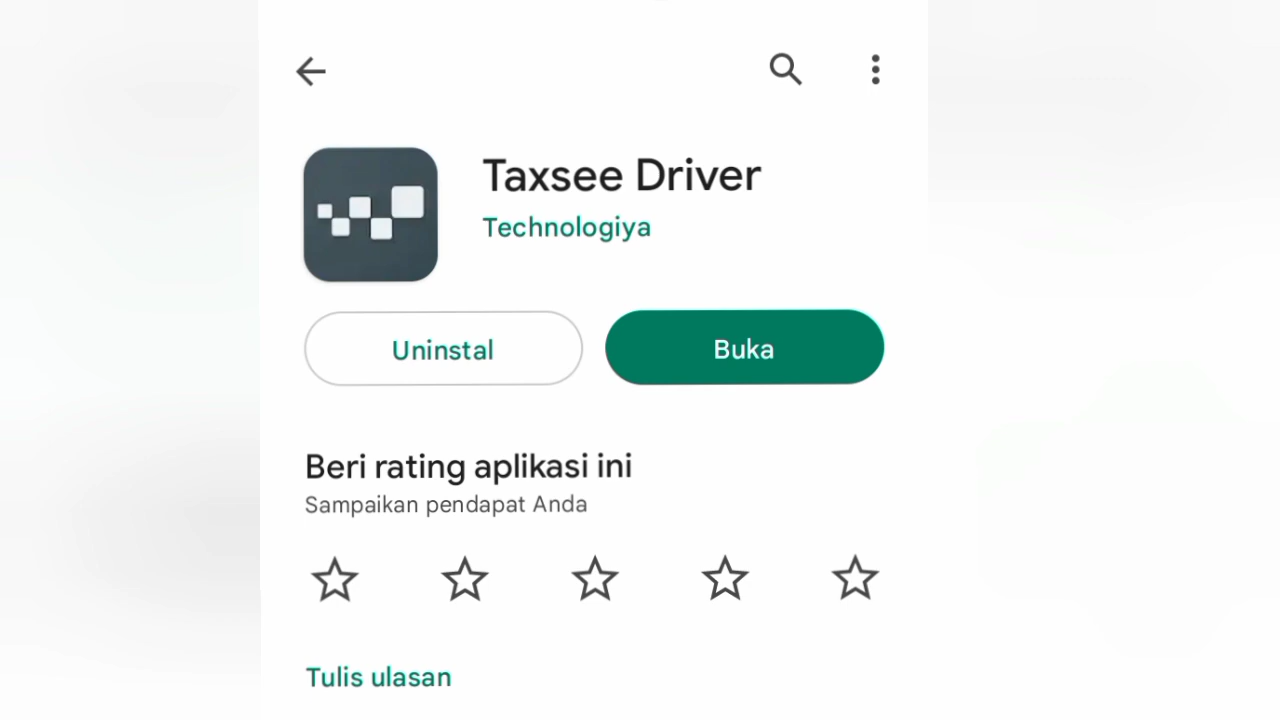 Taxsee Driver
Technologiya
Uninstal
Buka
Beri rating aplikasi ini
Sampaikan pendapat Anda
Tulis ulasan